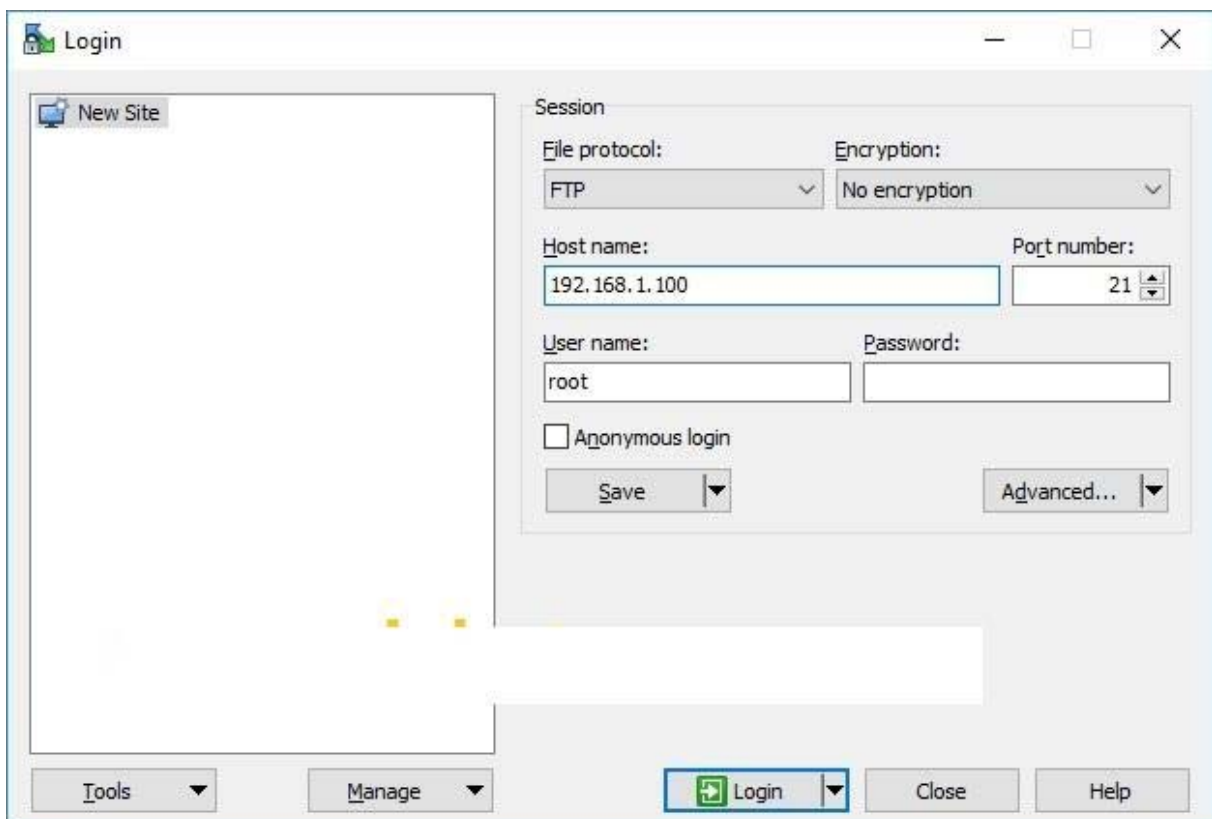 Login
New Site
Session
File protocol: Encryption:
FTP No encryption
Host name: Port number:
192.168.1.100 21
User name: Password:
root
Anonymous login
Save Advanced...
Tools Manage Login Close Help